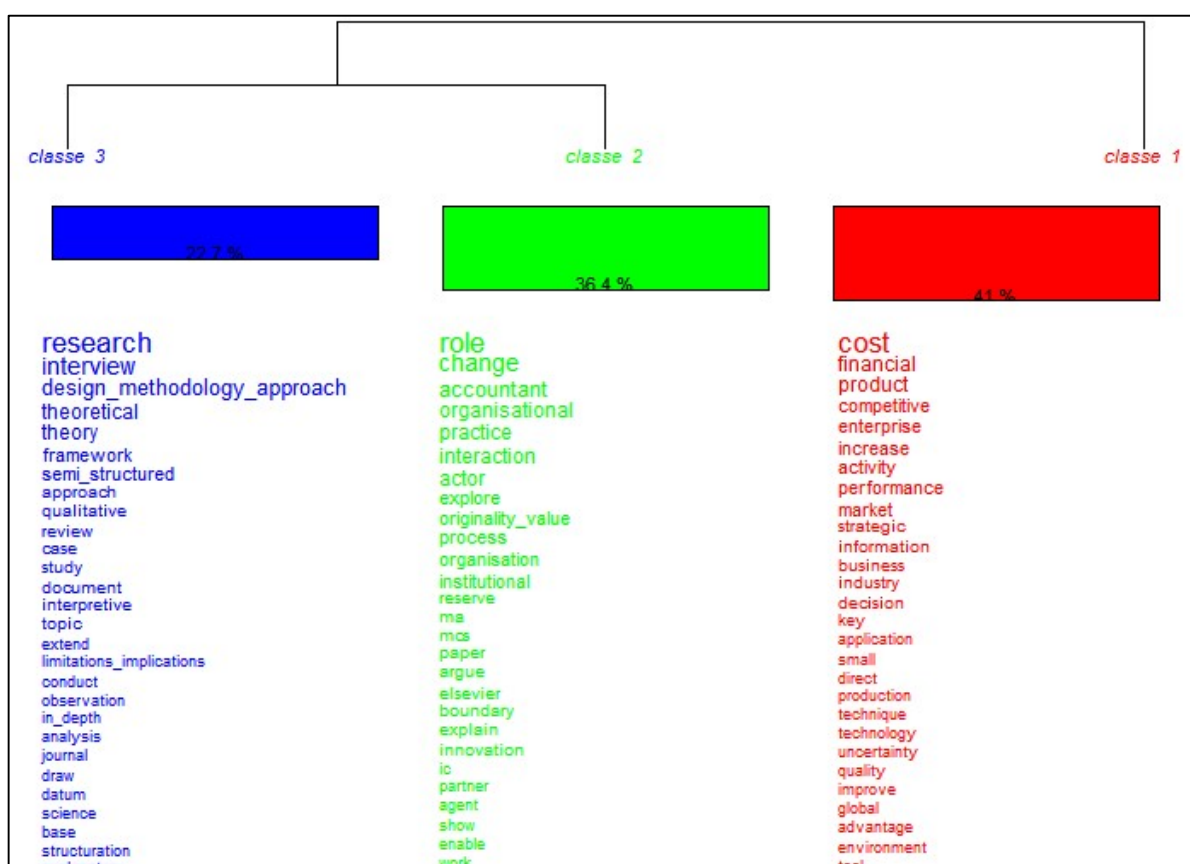 classe 3
classe 2
classe 1
22.7 %
36.4 %
41 %
research
interview
design_methodology_approach
theoretical
theory
framework
semi_structured
approach
qualitative
review
case
study
document
interpretive
topic
extend
limitations_implications
conduct
observation
in_depth
analysis
journal
draw
datum
science
base
structuration
role
change
accountant
organisational
practice
interaction
actor
explore
originality_value
process
organisation
institutional
reserve
ma
mcs
paper
argue
elsevier
boundary
explain
innovation
ic
partner
agent
show
enable
work
cost
financial
product
competitive
enterprise
increase
activity
performance
market
strategic
information
business
industry
decision
key
application
small
direct
production
technique
technology
uncertainty
quality
improve
global
advantage
environment